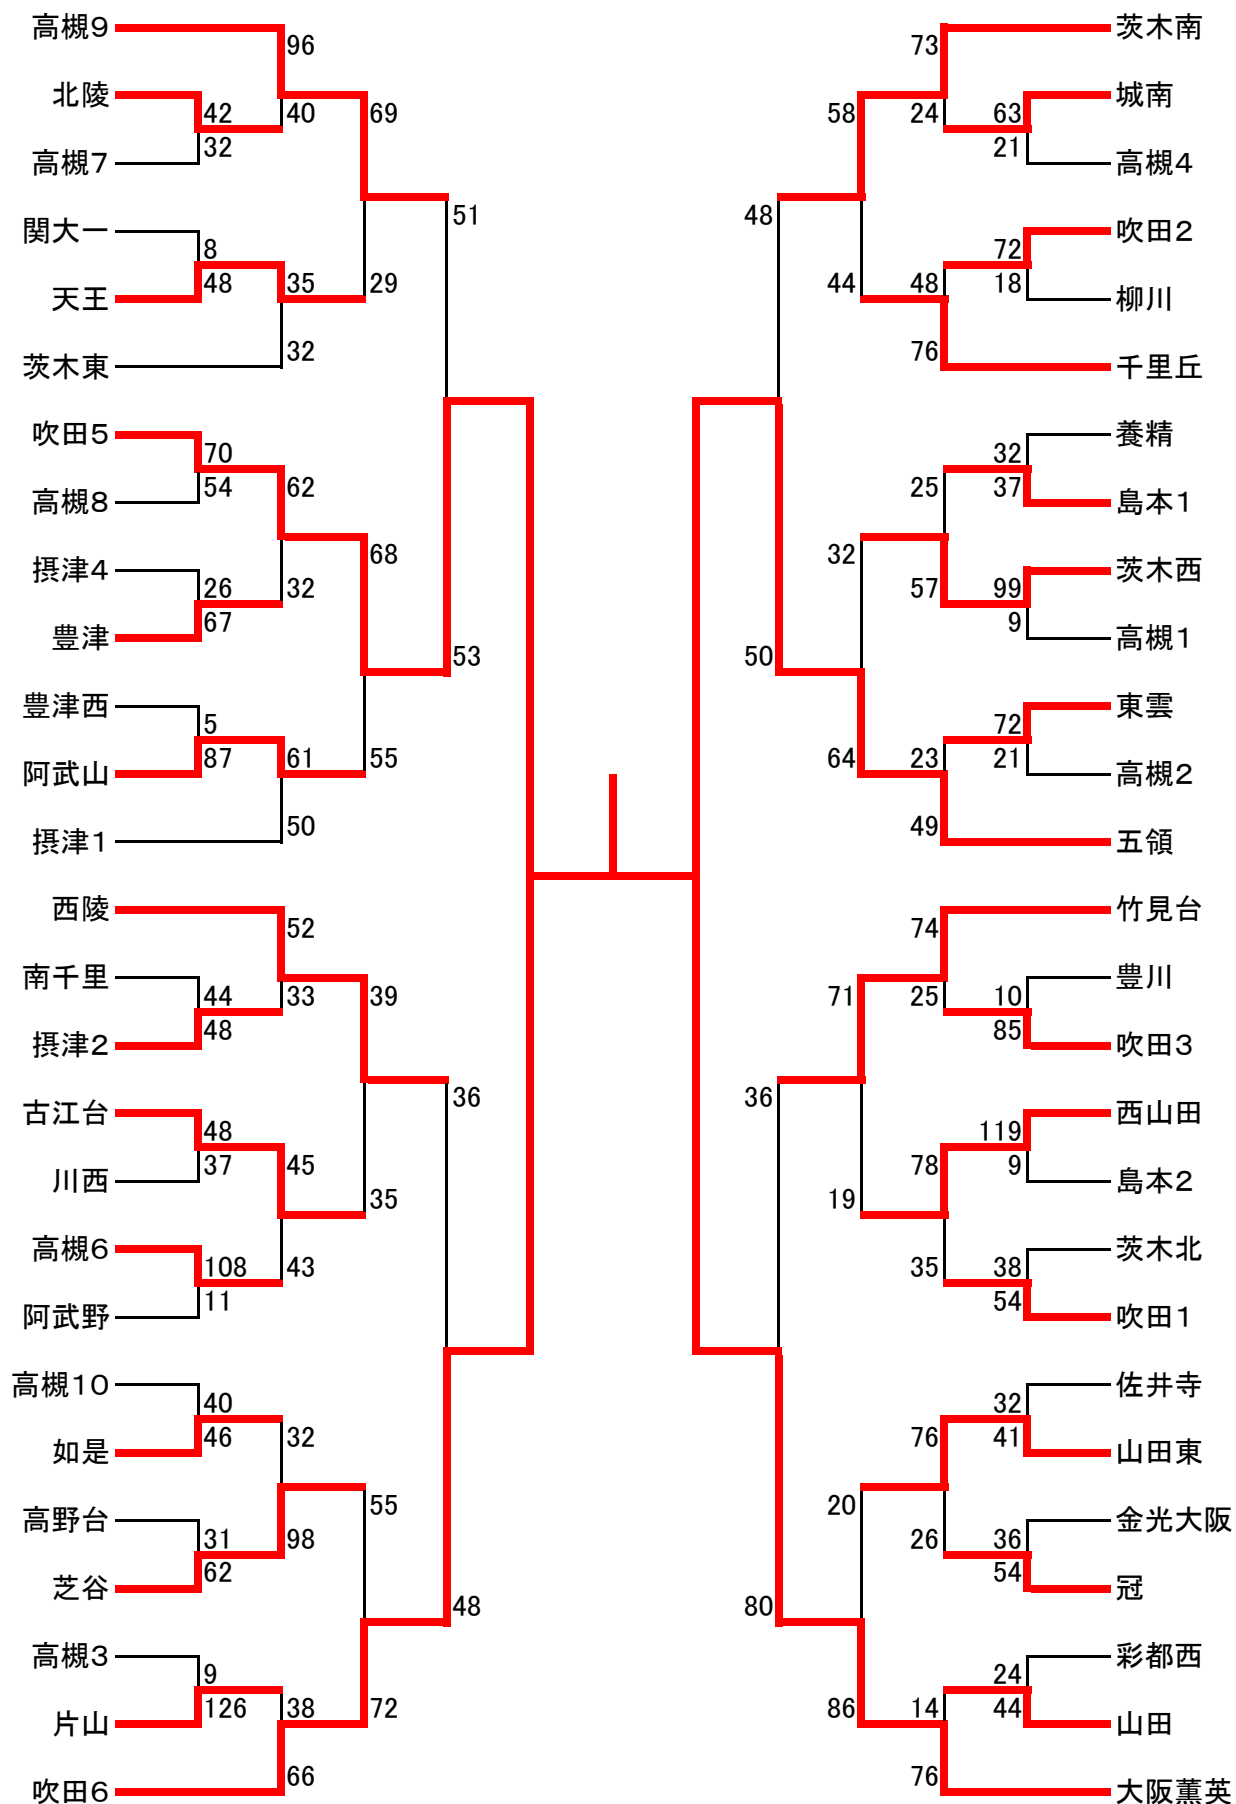 高槻9
96
北陵
42
40
69
高槻7
32
51
関大一
8
天王
48
35
29
茨木東
32
吹田5
70
高槻8
54
62
摂津4
26
32
68
豊津
67
53
豊津西
5
阿武山
87
61
55
摂津1
50
西陵
52
南千里
44
33
39
摂津2
48
36
古江台
48
川西
37
45
35
高槻6
108
43
阿武野
11
高槻10
40
如是
46
32
高野台
31
98
55
芝谷
62
48
高槻3
9
片山
126
38
72
吹田6
66
73
茨木南
58
24
63
城南
21
高槻4
48
72
吹田2
44
48
18
柳川
76
千里丘
32
養精
25
37
島本1
32
57
99
茨木西
9
高槻1
50
72
東雲
64
23
21
高槻2
49
五領
74
竹見台
71
25
10
豊川
85
吹田3
36
119
西山田
78
9
島本2
19
35
38
茨木北
54
吹田1
32
佐井寺
76
41
山田東
20
26
36
金光大阪
54
冠
80
24
彩都西
86
14
44
山田
76
大阪薫英